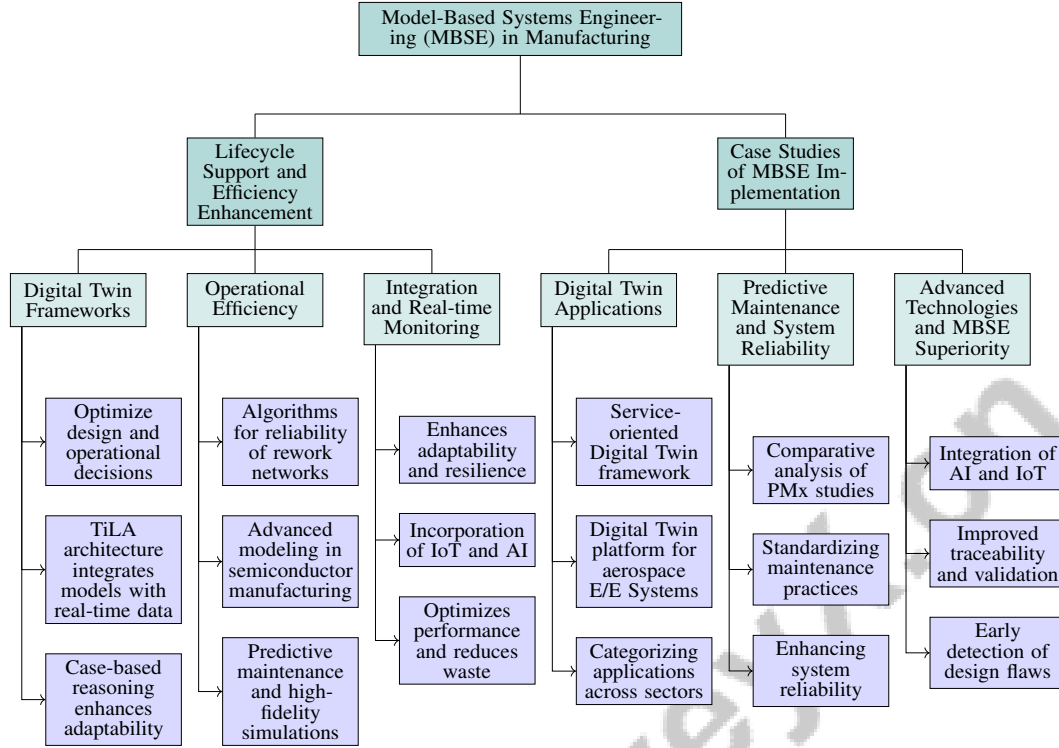 Model-Based Systems Engineer-
ing (MBSE) in Manufacturing
Lifecycle
Support and
Efficiency
Enhancement
Case Studies
of MBSE Im-
plementation
Digital Twin
Frameworks
Operational
Efficiency
Integration
and Real-time
Monitoring
Digital Twin
Applications
Predictive
Maintenance
and System
Reliability
Advanced
Technologies
and MBSE
Superiority
Optimize
design and
operational
decisions
TiLA
architecture
integrates
models with
real-time data
Case-based
reasoning
enhances
adaptability
Algorithms
for reliability
of rework
networks
Advanced
modeling in
semiconductor
manufacturing
Predictive
maintenance
and high-
fidelity
simulations
Enhances
adaptability
and resilience
Incorporation
of IoT and AI
Optimizes
performance
and reduces
waste
Service-
oriented
Digital Twin
framework
Digital Twin
platform for
aerospace
E/E Systems
Categorizing
applications
across sectors
Comparative
analysis of
PMx studies
Standardizing
maintenance
practices
Enhancing
system
reliability
Integration of
AI and IoT
Improved
traceability
and validation
Early
detection of
design flaws